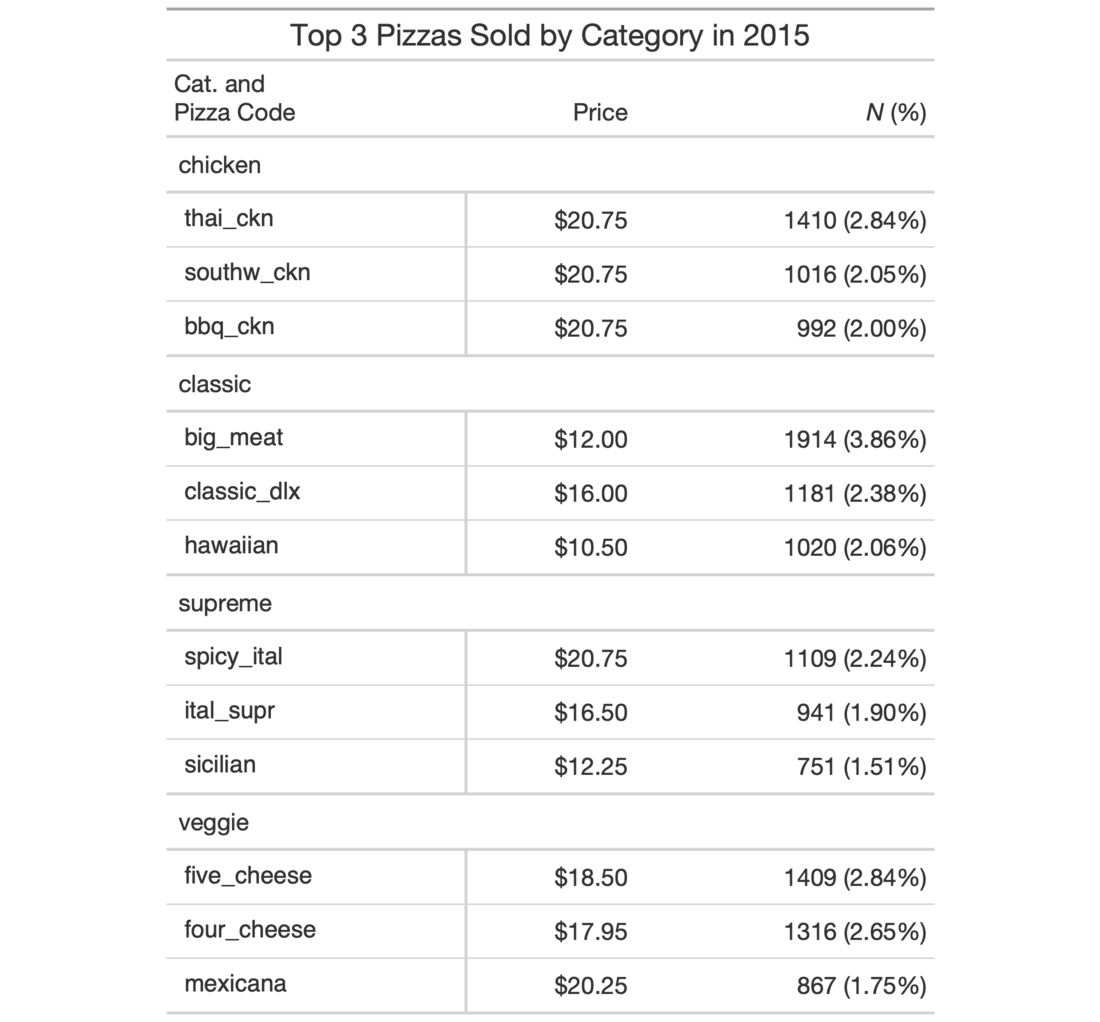 Top 3 Pizzas Sold by Category in 2015
Cat. and
Pizza Code Price N (%)
chicken
thai_ckn $20.75 1410 (2.84%)
southw_ckn $20.75 1016 (2.05%)
bbq_ckn $20.75 992 (2.00%)
classic
big_meat $12.00 1914 (3.86%)
classic_dlx $16.00 1181 (2.38%)
hawaiian $10.50 1020 (2.06%)
supreme
spicy_ital $20.75 1109 (2.24%)
ital_supr $16.50 941 (1.90%)
sicilian $12.25 751 (1.51%)
veggie
five_cheese $18.50 1409 (2.84%)
four_cheese $17.95 1316 (2.65%)
mexicana $20.25 867 (1.75%)